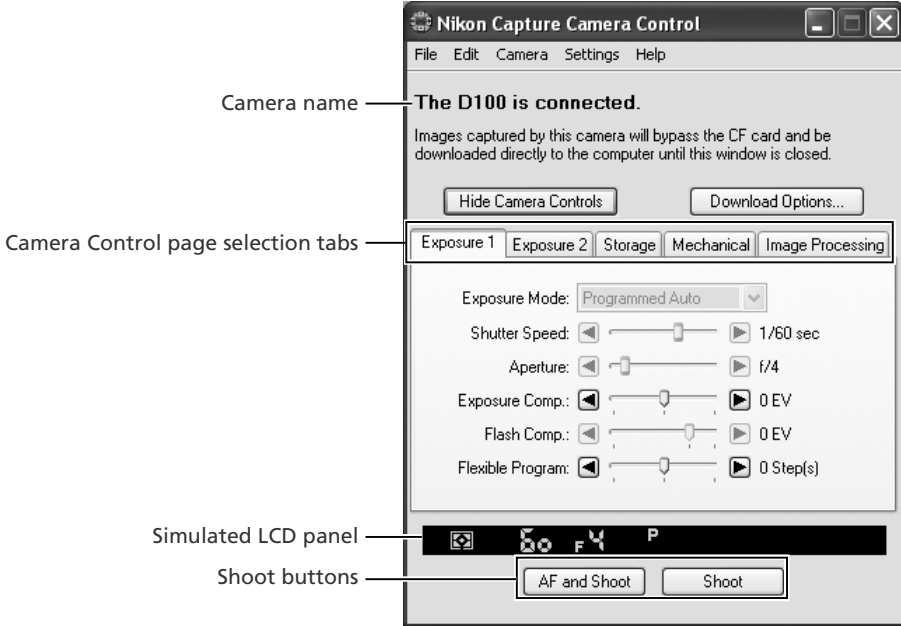 Nikon Capture Camera Control
File Edit Camera Settings Help
Camera name
The D100 is connected.
Images captured by this camera will bypass the CF card and be
downloaded directly to the computer until this window is closed.
Hide Camera Controls Download Options...
Camera Control page selection tabs
Exposure 1 Exposure 2 Storage Mechanical Image Processing
Exposure Mode: Programmed Auto
Shutter Speed: 1/60 sec
Aperture: f/4
Exposure Comp.: 0 EV
Flash Comp.: 0 EV
Flexible Program: 0 Step(s)
Simulated LCD panel
60 F4 P
Shoot buttons
AF and Shoot Shoot